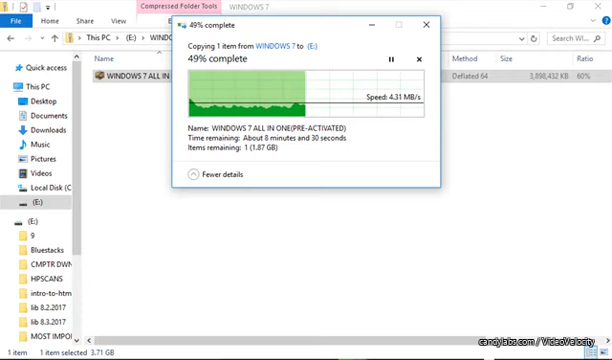 Compressed Folder Tools
WINDOWS 7
File
Home
Share
View
This PC
(E:)
Quick access
This PC
Desktop
Documents
Downloads
Music
Pictures
Videos
Local Disk (
(E:)
(E:)
9
Bluestacks
CMPTR DWN
HPSCANS
intro-to-htm
lib 8.2.2017
lib 8.3.2017
MOST IMPOI
Name
WINDOWS 7 ALL IN
Method
Size
Ratio
Deflated 64
3,898,432 KB
60%
49% complete
Copying 1 item from WINDOWS 7 to (E:)
49% complete
Speed: 4.31 MB/s
Name: WINDOWS 7 ALL IN ONE(PRE-ACTIVATED)
Time remaining: About 8 minutes and 30 seconds
Items remaining: 1 (1.87 GB)
Fewer details
1 item
1 item selected 3.71 GB
candylabs.com / VideoVelocity